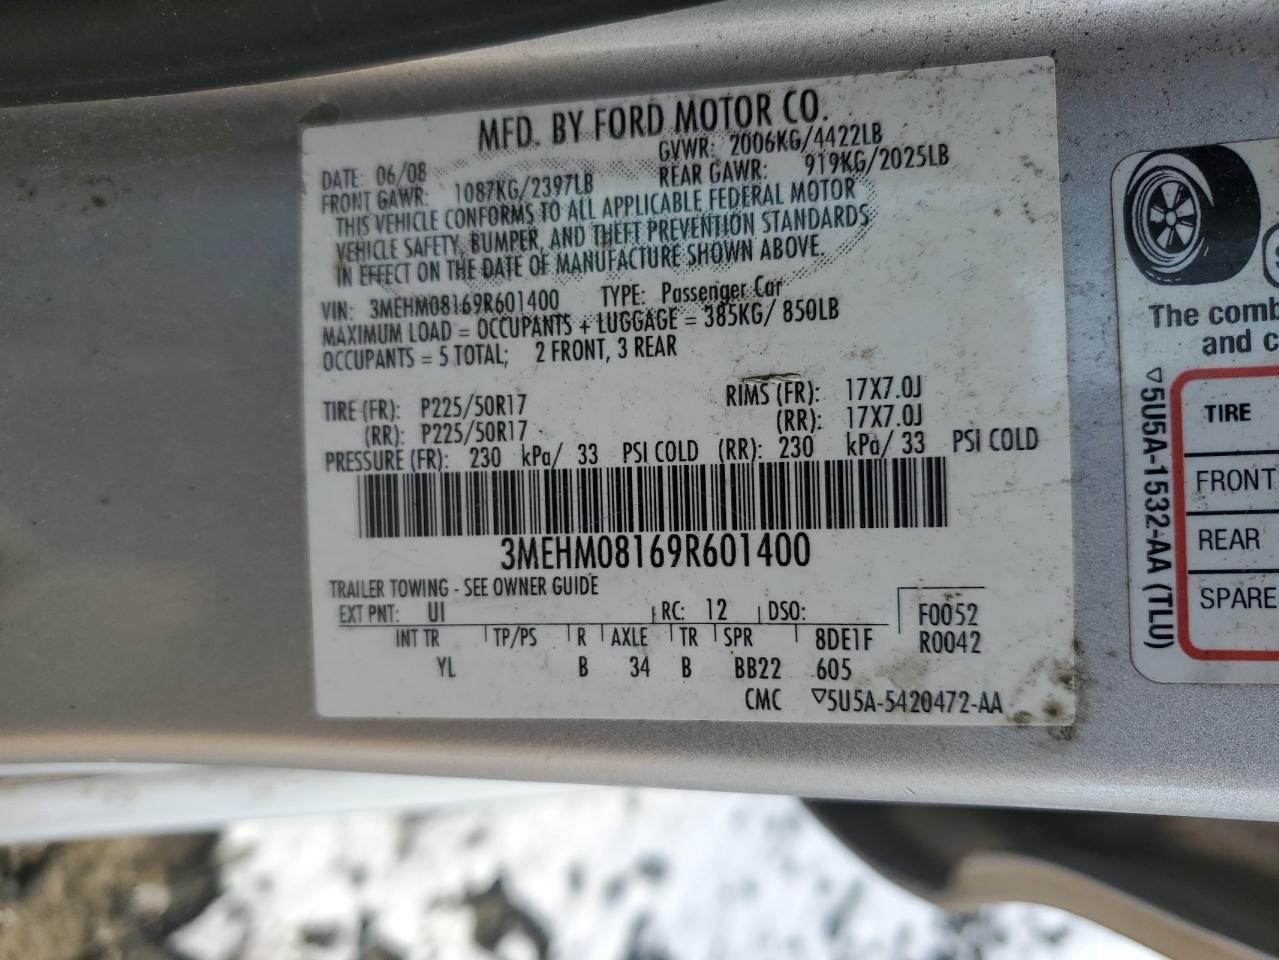 MFD. BY FORD MOTOR CO.
DATE: 06/08 GVWR: 2006KG/4422LB
FRONT GAWR: 1087KG/2397LB REAR GAWR: 919KG/2025LB
THIS VEHICLE CONFORMS TO ALL APPLICABLE FEDERAL MOTOR
VEHICLE SAFETY, BUMPER, AND THEFT PREVENTION STANDARDS
IN EFFECT ON THE DATE OF MANUFACTURE SHOWN ABOVE.
VIN: 3MEHM08169R601400 TYPE: Passenger Car
MAXIMUM LOAD = OCCUPANTS + LUGGAGE = 385KG/ 850LB
OCCUPANTS = 5 TOTAL; 2 FRONT, 3 REAR
TIRE (FR): P225/50R17 RIMS (FR): 17X7.0J
(RR): P225/50R17 (RR): 17X7.0J
PRESSURE (FR): 230 kPa/ 33 PSI COLD (RR): 230 kPa/ 33 PSI COLD
3MEHM08169R601400
TRAILER TOWING - SEE OWNER GUIDE
EXT PNT: UI RC: 12 DSO: F0052
INT TR TP/PS R AXLE TR SPR 8DE1F R0042
YL B 34 B BB22 605
CMC ▽5U5A-5420472-AA
The comb
and c
▽5U5A-1532-AA (TLU)
TIRE
FRONT
REAR
SPARE